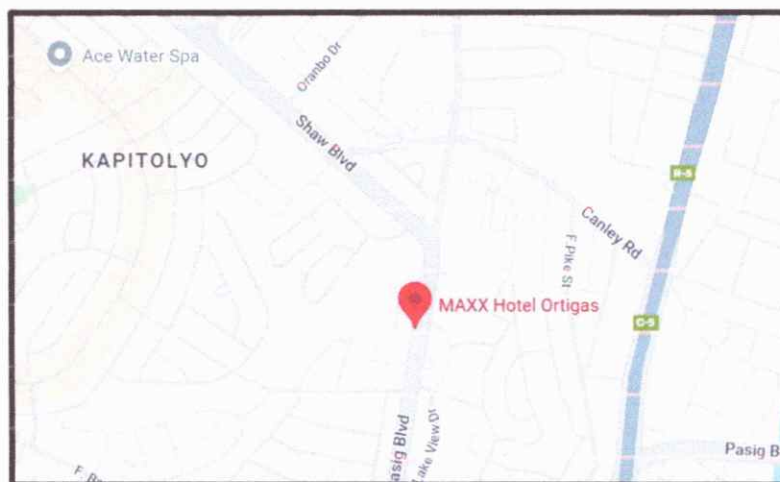 Ace Water Spa
Oranbo Dr
Shaw Blvd
KAPITOLYO
R-5
Canley Rd
F. Pike St
MAXX Hotel Ortigas
C-5
asig Blvd
Lake View Dr
Pasig B